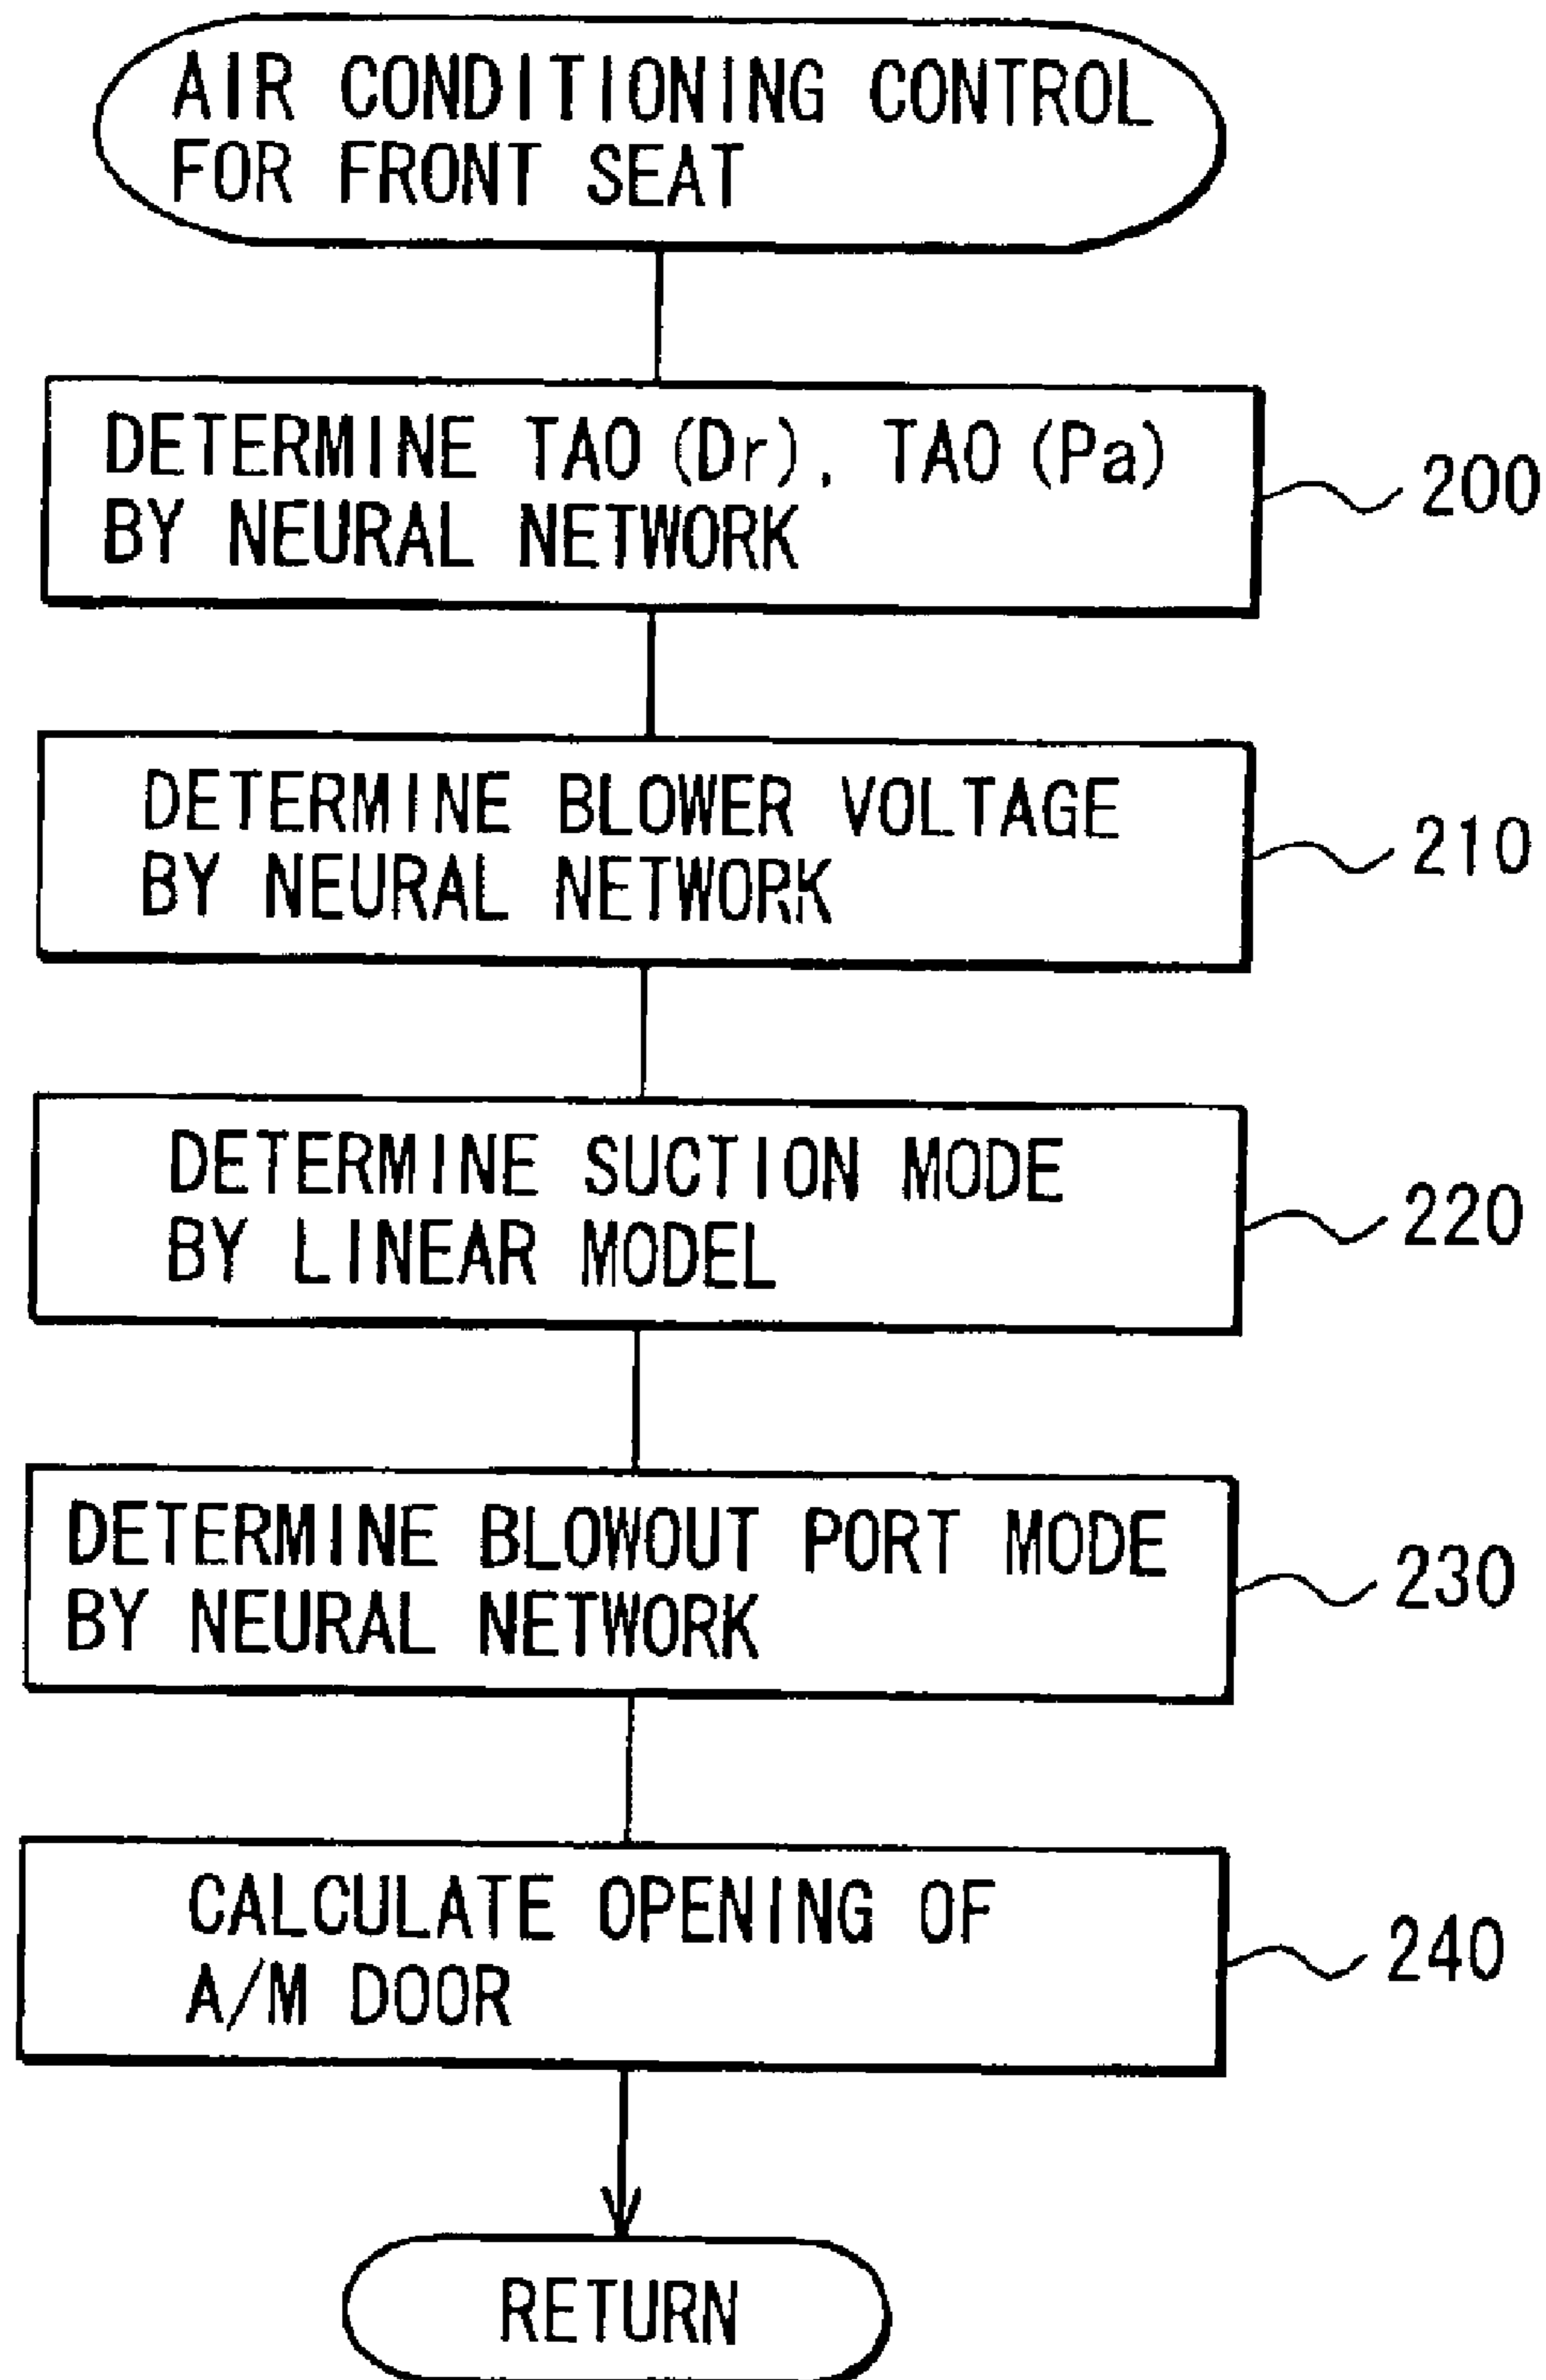 AIR CONDITIONING CONTROL
FOR FRONT SEAT
DETERMINE TAO (Dr), TAO (Pa)
BY NEURAL NETWORK
200
DETERMINE BLOWER VOLTAGE
BY NEURAL NETWORK
210
DETERMINE SUCTION MODE
BY LINEAR MODEL
220
DETERMINE BLOWOUT PORT MODE
BY NEURAL NETWORK
230
CALCULATE OPENING OF
A/M DOOR
240
RETURN